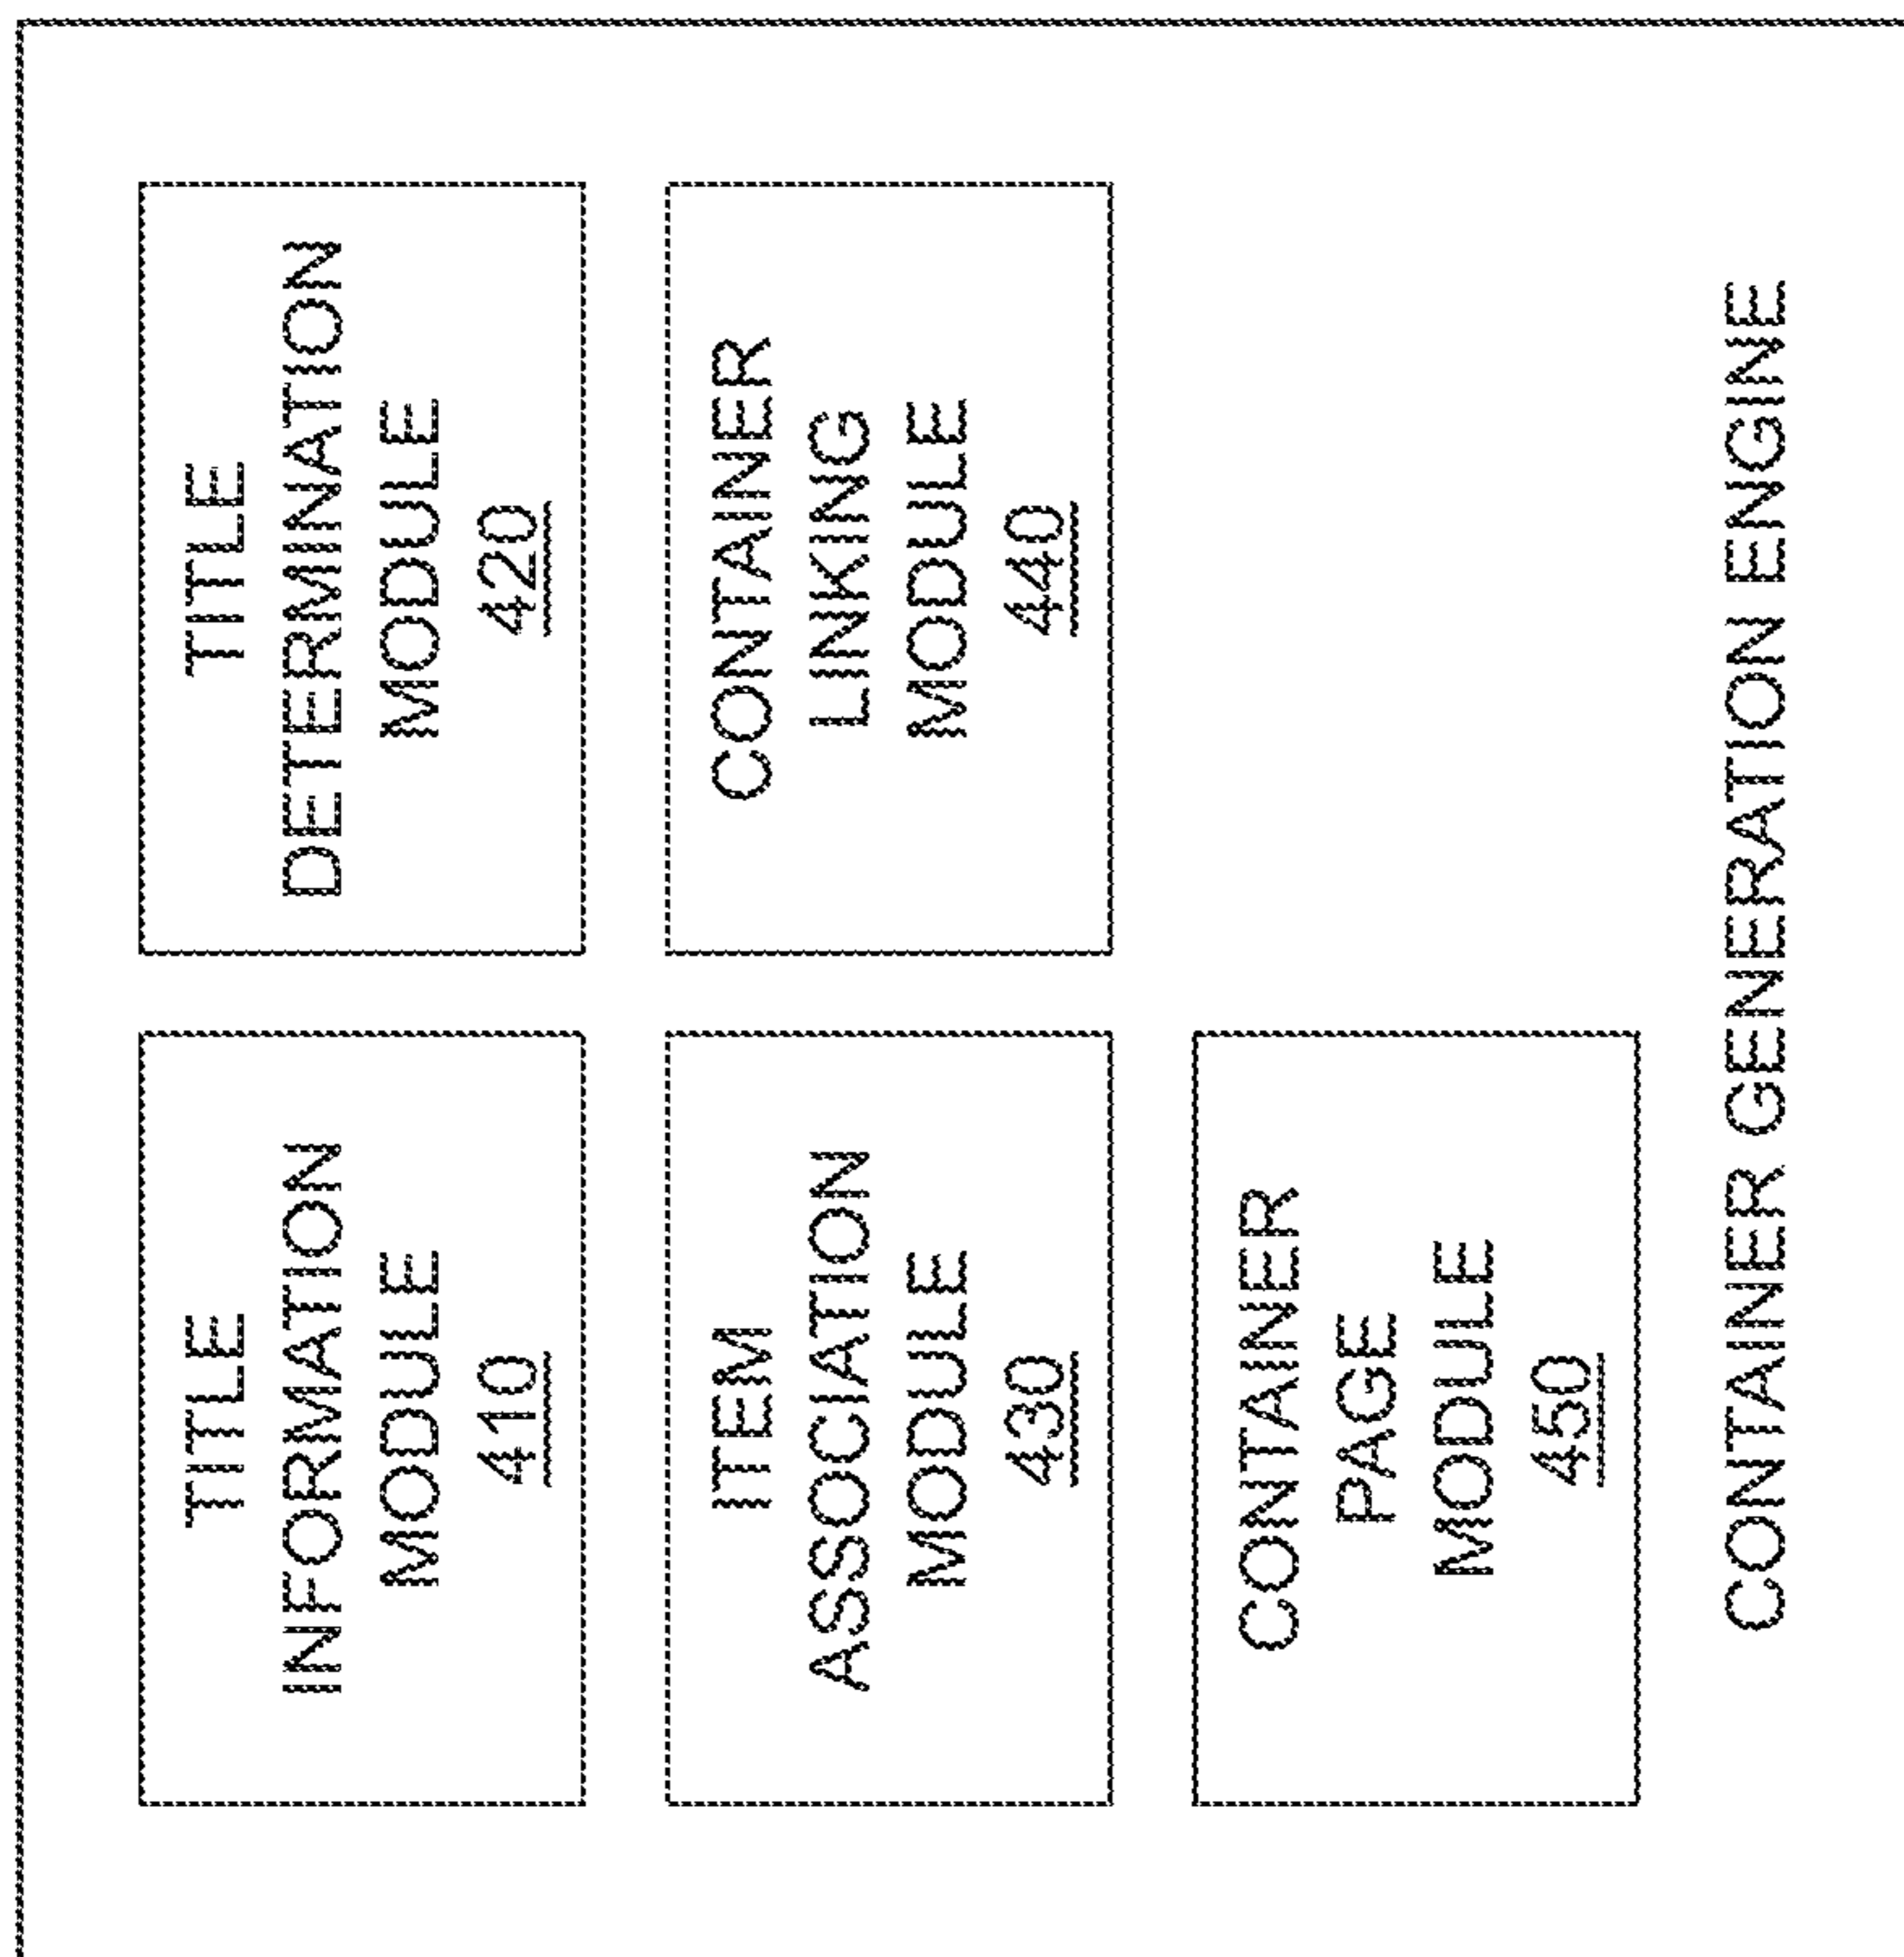 TITLE
INFORMATION
MODULE
410
TITLE
DETERMINATION
MODULE
420
ITEM
ASSOCIATION
MODULE
430
CONTAINER
LINKING
MODULE
440
CONTAINER
PAGE
MODULE
450
CONTAINER GENERATION ENGINE